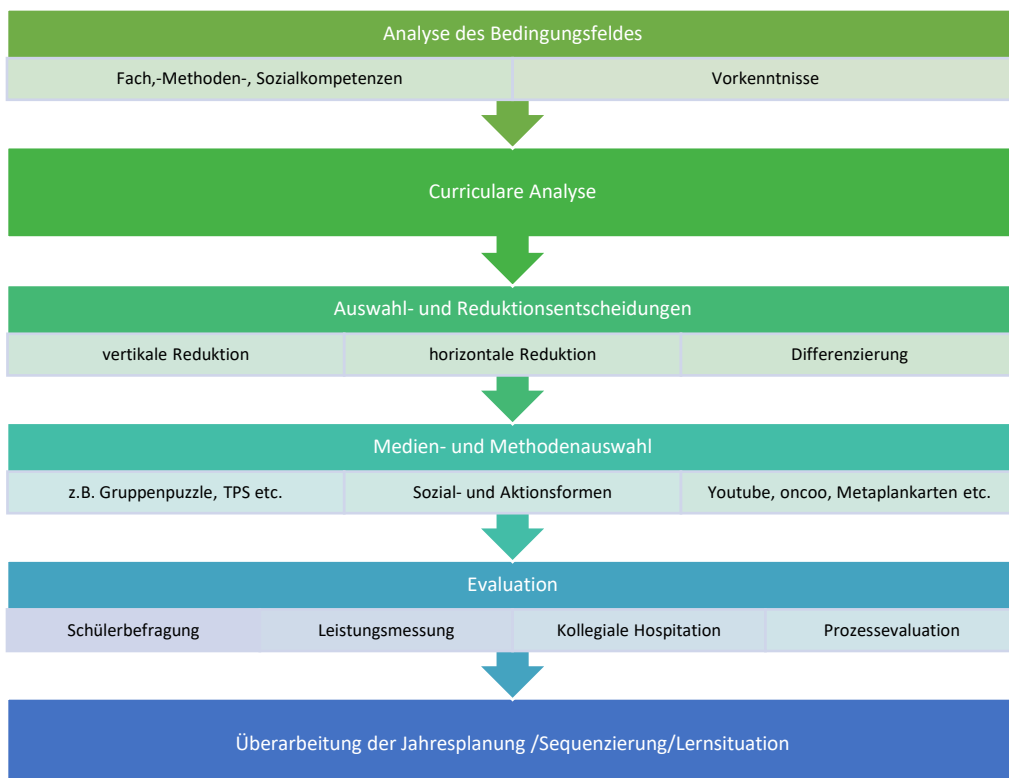 Analyse des Bedingungsfeldes
Fach,-Methoden-, Sozialkompetenzen
Vorkenntnisse
Curriculare Analyse
Auswahl- und Reduktionsentscheidungen
vertikale Reduktion
horizontale Reduktion
Differenzierung
Medien- und Methodenauswahl
z.B. Gruppenpuzzle, TPS etc.
Sozial- und Aktionsformen
Youtube, oncoo, Metaplankarten etc.
Evaluation
Schülerbefragung
Leistungsmessung
Kollegiale Hospitation
Prozessevaluation
Überarbeitung der Jahresplanung /Sequenzierung/Lernsituation